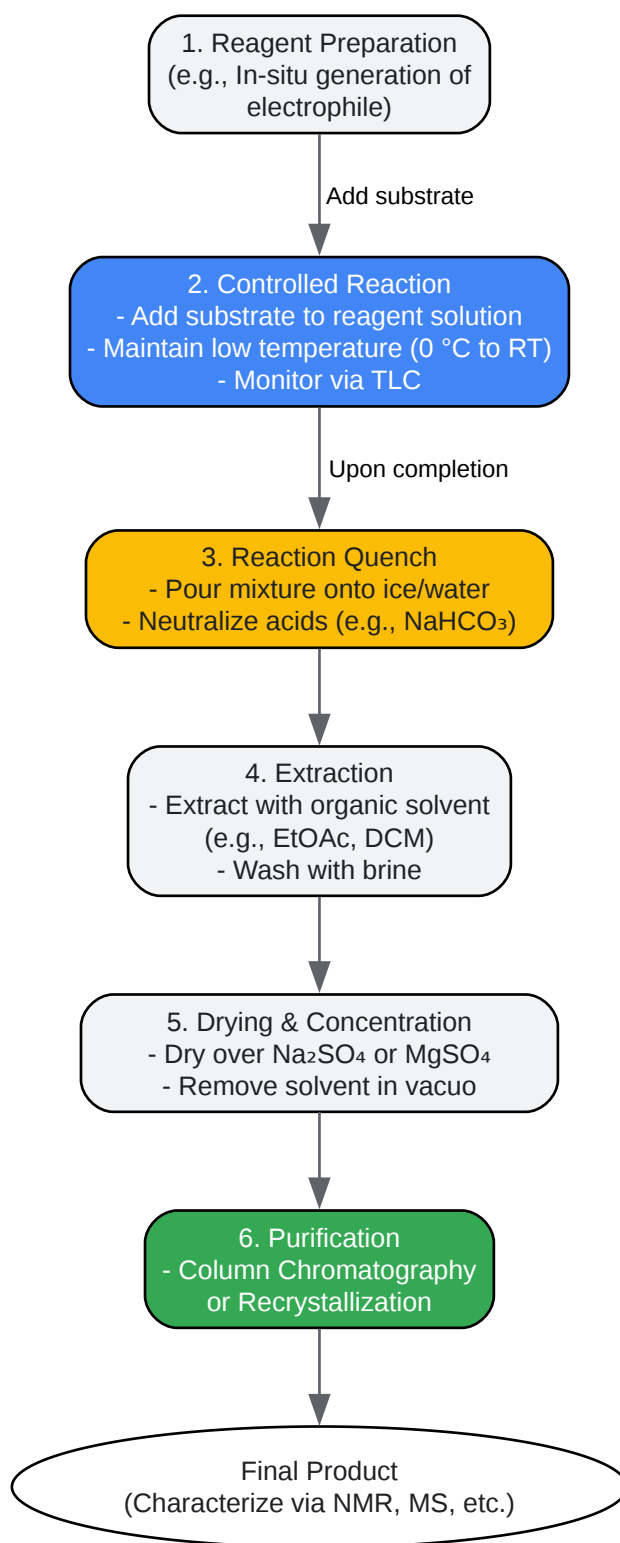 1. Reagent Preparation
(e.g., In-situ generation of
electrophile)
Add substrate
2. Controlled Reaction
- Add substrate to reagent solution
- Maintain low temperature (0 °C to RT)
- Monitor via TLC
Upon completion
3. Reaction Quench
- Pour mixture onto ice/water
- Neutralize acids (e.g., NaHCO₃)
4. Extraction
- Extract with organic solvent
(e.g., EtOAc, DCM)
- Wash with brine
5. Drying & Concentration
- Dry over Na₂SO₄ or MgSO₄
- Remove solvent in vacuo
6. Purification
- Column Chromatography
or Recrystallization
Final Product
(Characterize via NMR, MS, etc.)